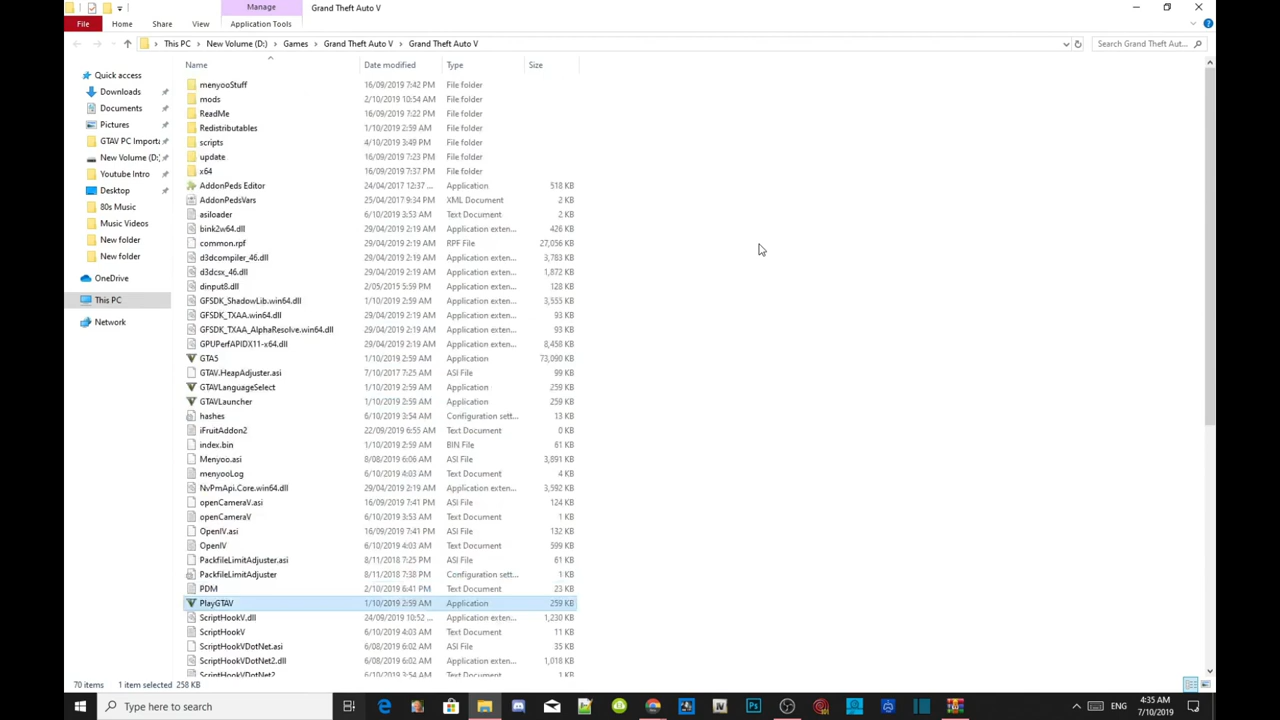 Manage
Grand Theft Auto V
File
Home
Share
View
Application Tools
This PC
New Volume (D:)
Games
Grand Theft Auto V
Grand Theft Auto V
Search Grand Theft Aut...
Name
Date modified
Type
Size
Quick access
Downloads
Documents
Pictures
GTAV PC Importa
New Volume (D:)
Youtube Intro
Desktop
80s Music
Music Videos
New folder
New folder
OneDrive
This PC
Network
menyooStuff 16/09/2019 7:42 PM File folder
mods 2/10/2019 10:54 AM File folder
ReadMe 16/09/2019 7:22 PM File folder
Redistributables 1/10/2019 2:59 AM File folder
scripts 4/10/2019 3:49 PM File folder
update 16/09/2019 7:23 PM File folder
x64 16/09/2019 7:37 PM File folder
AddonPeds Editor 24/04/2017 12:37 ... Application 518 KB
AddonPedsVars 25/04/2017 9:34 PM XML Document 2 KB
asiloader 6/10/2019 3:53 AM Text Document 2 KB
bink2w64.dll 29/04/2019 2:19 AM Application exten... 426 KB
common.rpf 29/04/2019 2:19 AM RPF File 27,056 KB
d3dcompiler_46.dll 29/04/2019 2:19 AM Application exten... 3,783 KB
d3dcsx_46.dll 29/04/2019 2:19 AM Application exten... 1,872 KB
dinput8.dll 2/05/2015 5:59 PM Application exten... 128 KB
GFSDK_ShadowLib.win64.dll 1/10/2019 2:59 AM Application exten... 3,555 KB
GFSDK_TXAA.win64.dll 29/04/2019 2:19 AM Application exten... 93 KB
GFSDK_TXAA_AlphaResolve.win64.dll 29/04/2019 2:19 AM Application exten... 93 KB
GPUPerfAPIDX11-x64.dll 29/04/2019 2:19 AM Application exten... 8,458 KB
GTA5 1/10/2019 2:59 AM Application 73,090 KB
GTAV.HeapAdjuster.asi 7/10/2017 7:25 AM ASI File 99 KB
GTAVLanguageSelect 1/10/2019 2:59 AM Application 259 KB
GTAVLauncher 1/10/2019 2:59 AM Application 259 KB
hashes 6/10/2019 3:54 AM Configuration sett... 13 KB
iFruitAddon2 22/09/2019 6:55 AM Text Document 0 KB
index.bin 1/10/2019 2:59 AM BIN File 61 KB
Menyoo.asi 8/08/2019 6:06 AM ASI File 3,891 KB
menyooLog 6/10/2019 4:03 AM Text Document 4 KB
NvPmApi.Core.win64.dll 29/04/2019 2:19 AM Application exten... 3,592 KB
openCameraV.asi 16/09/2019 7:41 PM ASI File 124 KB
openCameraV 6/10/2019 3:53 AM Text Document 1 KB
OpenIV.asi 16/09/2019 7:41 PM ASI File 132 KB
OpenIV 6/10/2019 4:03 AM Text Document 599 KB
PackfileLimitAdjuster.asi 8/11/2018 7:25 PM ASI File 61 KB
PackfileLimitAdjuster 8/11/2018 7:38 PM Configuration sett... 1 KB
PDM 2/10/2019 6:41 PM Text Document 23 KB
PlayGTAV 1/10/2019 2:59 AM Application 259 KB
ScriptHookV.dll 24/09/2019 10:52 ... Application exten... 1,230 KB
ScriptHookV 6/10/2019 4:03 AM Text Document 11 KB
ScriptHookVDotNet.asi 6/08/2019 6:02 AM ASI File 35 KB
ScriptHookVDotNet2.dll 6/08/2019 6:02 AM Application exten... 1,018 KB
ScriptHookVDotNet2 6/10/2019 3:54 AM Text Document 1 KB
70 items 1 item selected 258 KB
Type here to search
ENG
4:35 AM
7/10/2019